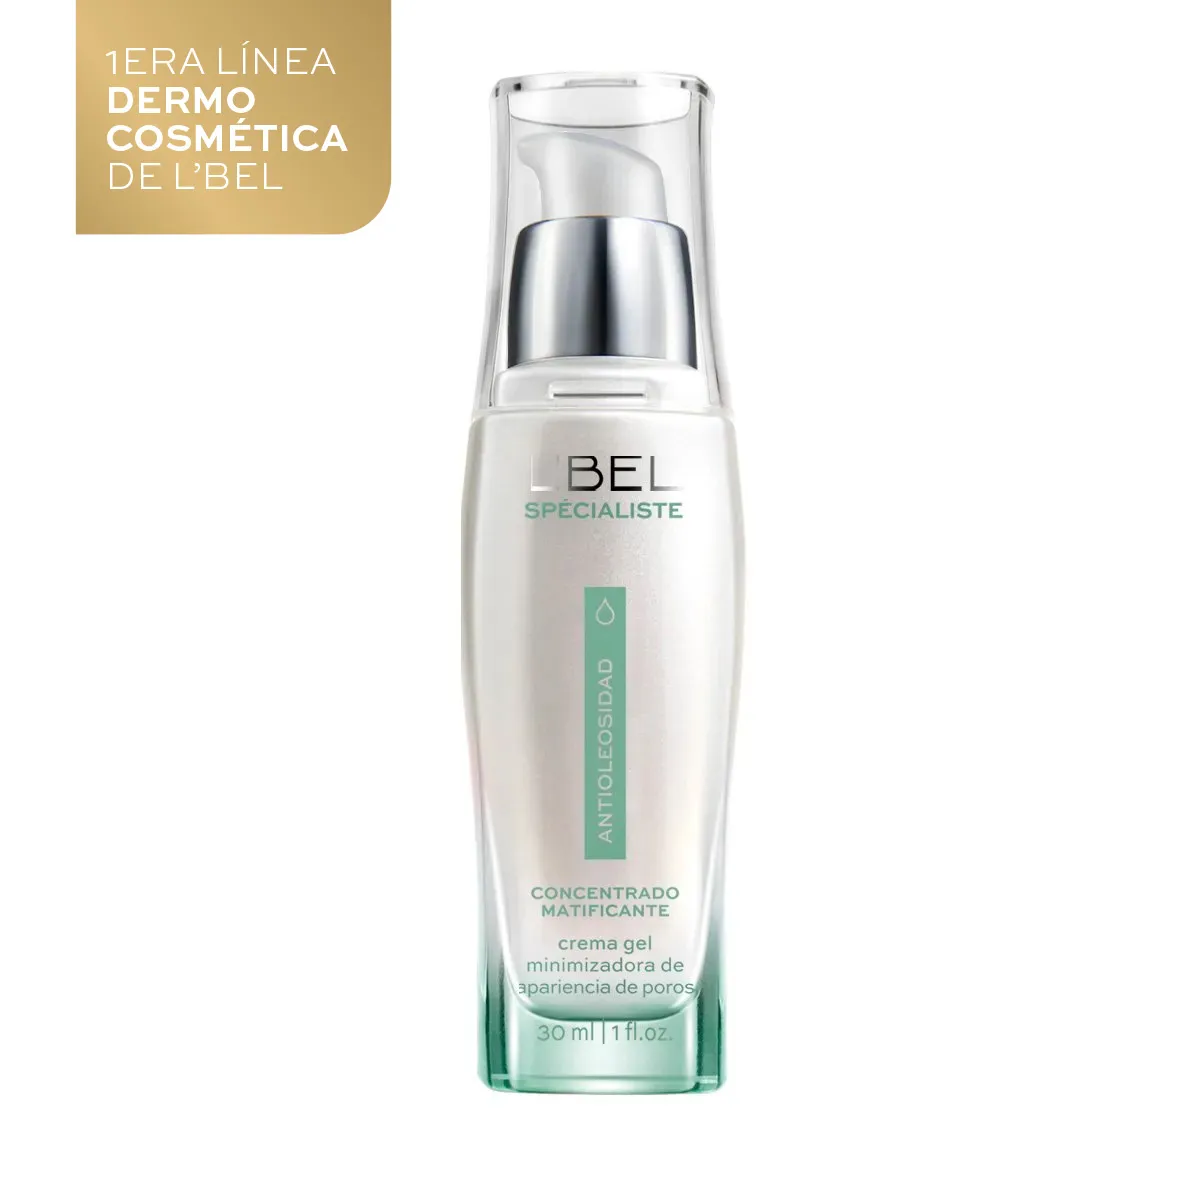 1ERA LÍNEA
DERMO
COSMÉTICA
DE L'BEL
L'BEL
SPÉCIALISTE
ANTIOLEOSIDAD
CONCENTRADO
MATIFICANTE
crema gel
minimizadora de
apariencia de poros
30 ml | 1 fl.oz.